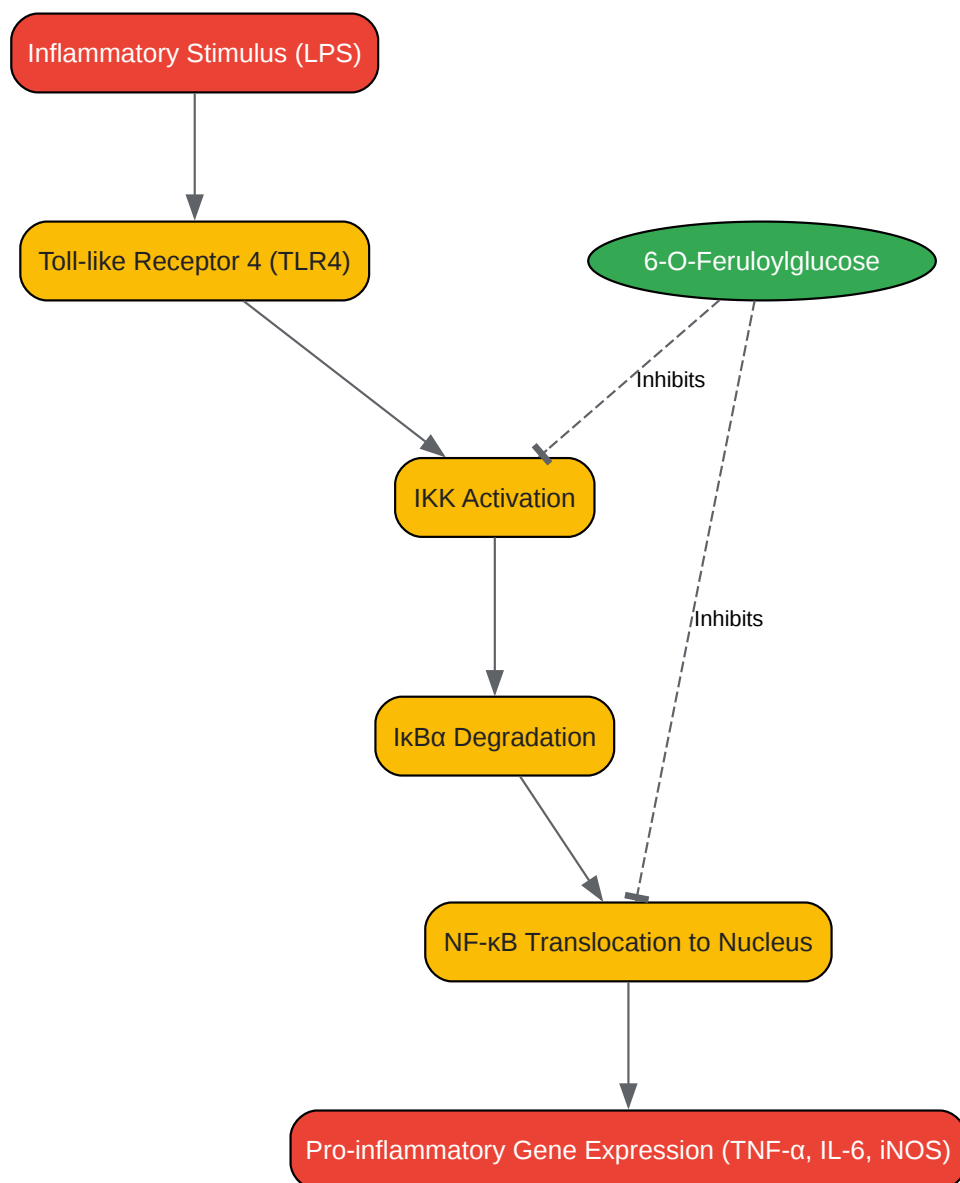 Inflammatory Stimulus (LPS)
Toll-like Receptor 4 (TLR4)
6-O-Feruloylglucose
Inhibits
IKK Activation
Inhibits
IκBα Degradation
NF-κB Translocation to Nucleus
Pro-inflammatory Gene Expression (TNF-α, IL-6, iNOS)